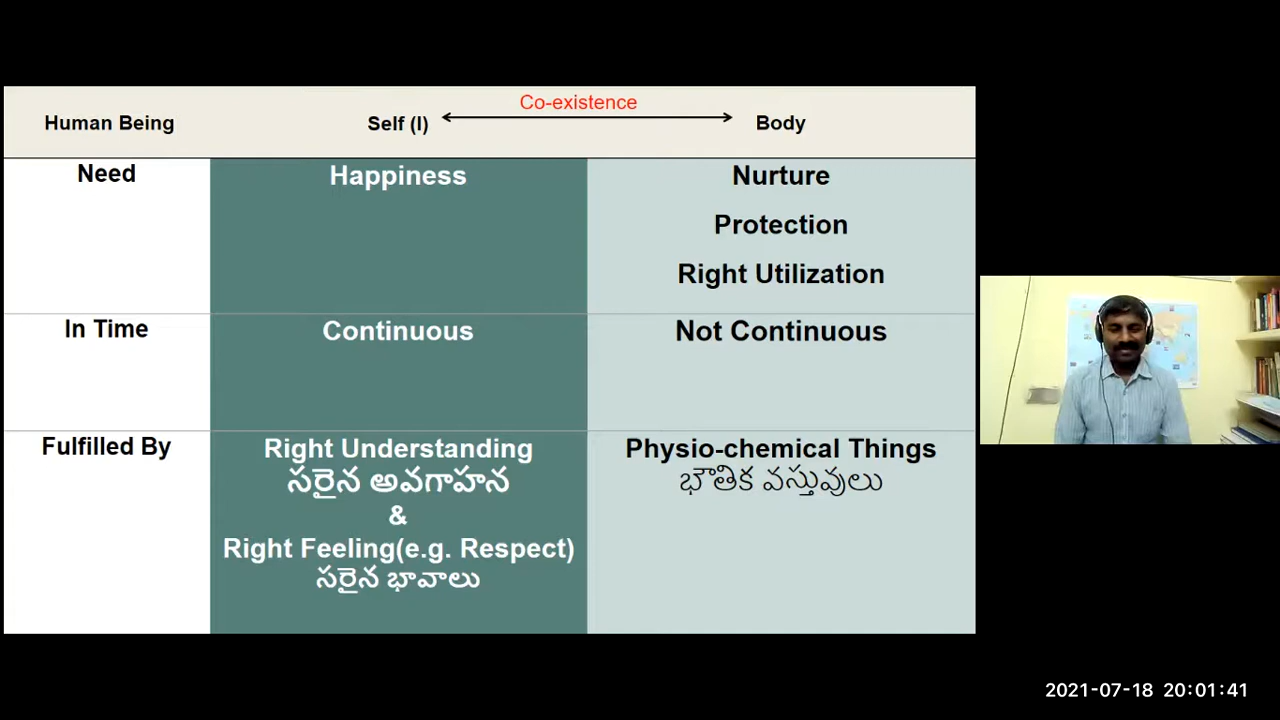 Co-existence
Human Being Self (I) Body
Need Happiness Nurture
Protection
Right Utilization
In Time Continuous Not Continuous
Fulfilled By Right Understanding Physio-chemical Things
సరైన అవగాహన భౌతిక వస్తువులు
&
Right Feeling(e.g. Respect)
సరైన భావాలు
2021-07-18 20:01:41